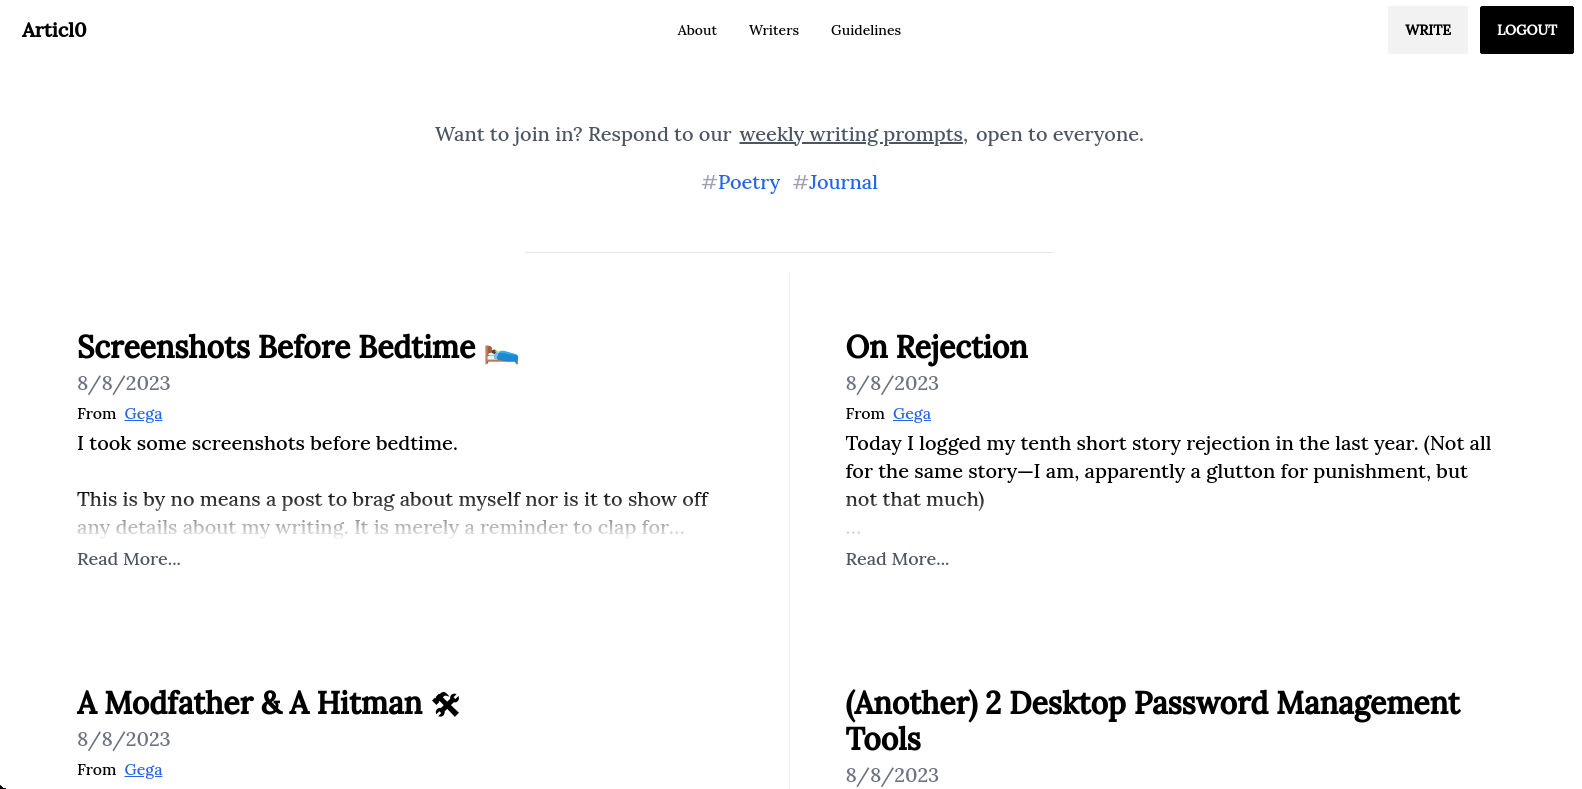 Articl0
About Writers Guidelines
WRITE LOGOUT
Want to join in? Respond to our weekly writing prompts, open to everyone.
#Poetry #Journal
Screenshots Before Bedtime 🛌
8/8/2023
From Gega
I took some screenshots before bedtime.
This is by no means a post to brag about myself nor is it to show off
any details about my writing. It is merely a reminder to clap for...
Read More...
On Rejection
8/8/2023
From Gega
Today I logged my tenth short story rejection in the last year. (Not all
for the same story—I am, apparently a glutton for punishment, but
not that much)
...
Read More...
A Modfather & A Hitman 🛠
8/8/2023
From Gega
(Another) 2 Desktop Password Management
Tools
8/8/2023